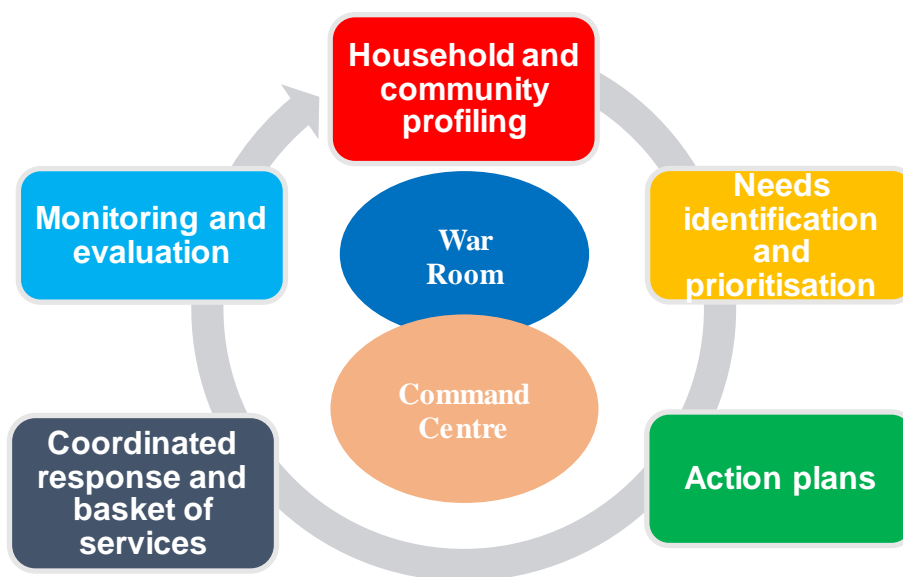 Household and
community
profiling
Needs
identification
and
prioritisation
Action plans
Coordinated
response and
basket of
services
Monitoring and
evaluation
War
Room
Command
Centre